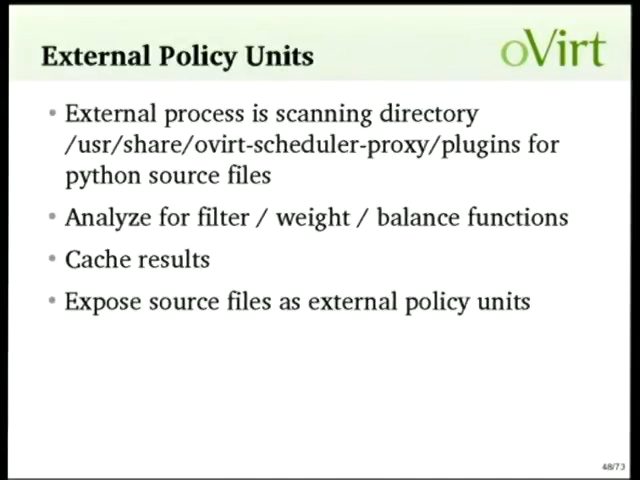 External Policy Units
oVirt
• External process is scanning directory
/usr/share/ovirt-scheduler-proxy/plugins for
python source files
• Analyze for filter / weight / balance functions
• Cache results
• Expose source files as external policy units
48/73